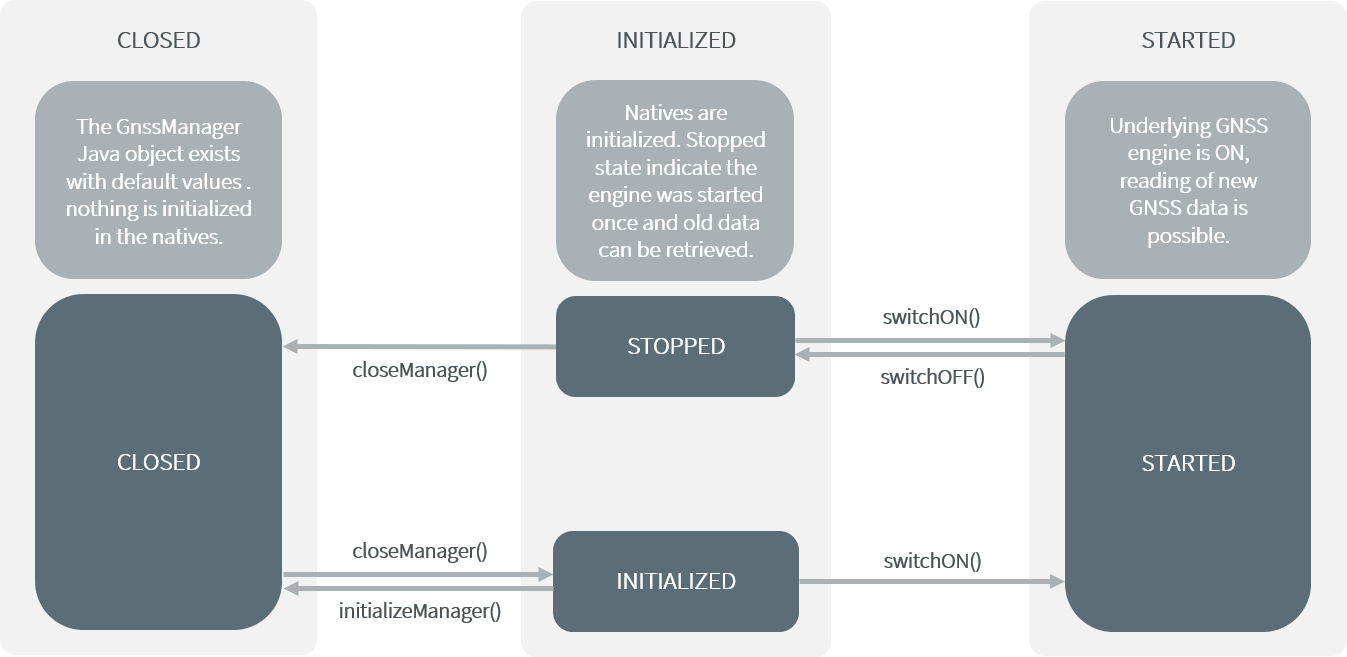 CLOSED
The GnssManager
Java object exists
with default values .
nothing is initialized
in the natives.
CLOSED
INITIALIZED
Natives are
initialized. Stopped
state indicate the
engine was started
once and old data
can be retrieved.
STOPPED
INITIALIZED
STARTED
Underlying GNSS
engine is ON,
reading of new
GNSS data is
possible.
STARTED
closeManager()
switchON()
switchOFF()
closeManager()
initializeManager()
switchON()